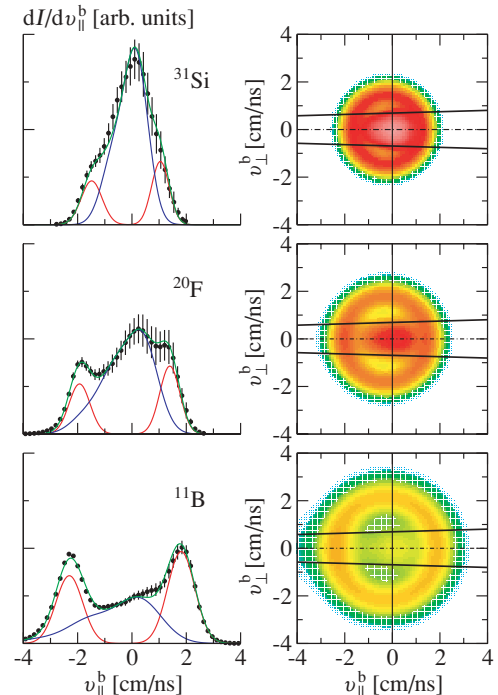 dI/dυ∥ᵇ [arb. units]
³¹Si
υ⊥ᵇ [cm/ns]
4
2
0
-2
-4
²⁰F
υ⊥ᵇ [cm/ns]
4
2
0
-2
-4
¹¹B
υ⊥ᵇ [cm/ns]
4
2
0
-2
-4
-4 -2 0 2 4
-4 -2 0 2 4
υ∥ᵇ [cm/ns]
υ∥ᵇ [cm/ns]